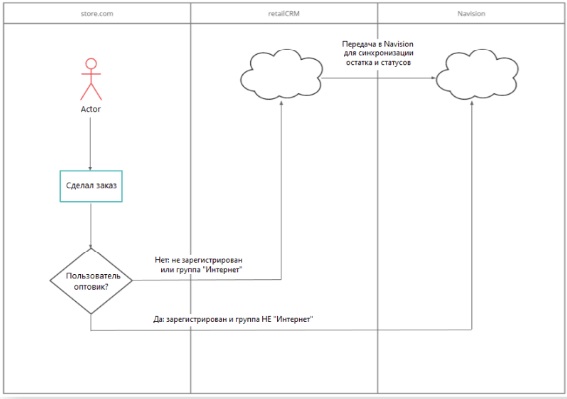 store.com
retailCRM
Navision
Передача в Navision
для синхронизации
остатка и статусов
Actor
Сделал заказ
Нет: не зарегистрирован
или группа "Интернет"
Пользователь
оптовик?
Да: зарегистрирован и группа НЕ "Интернет"